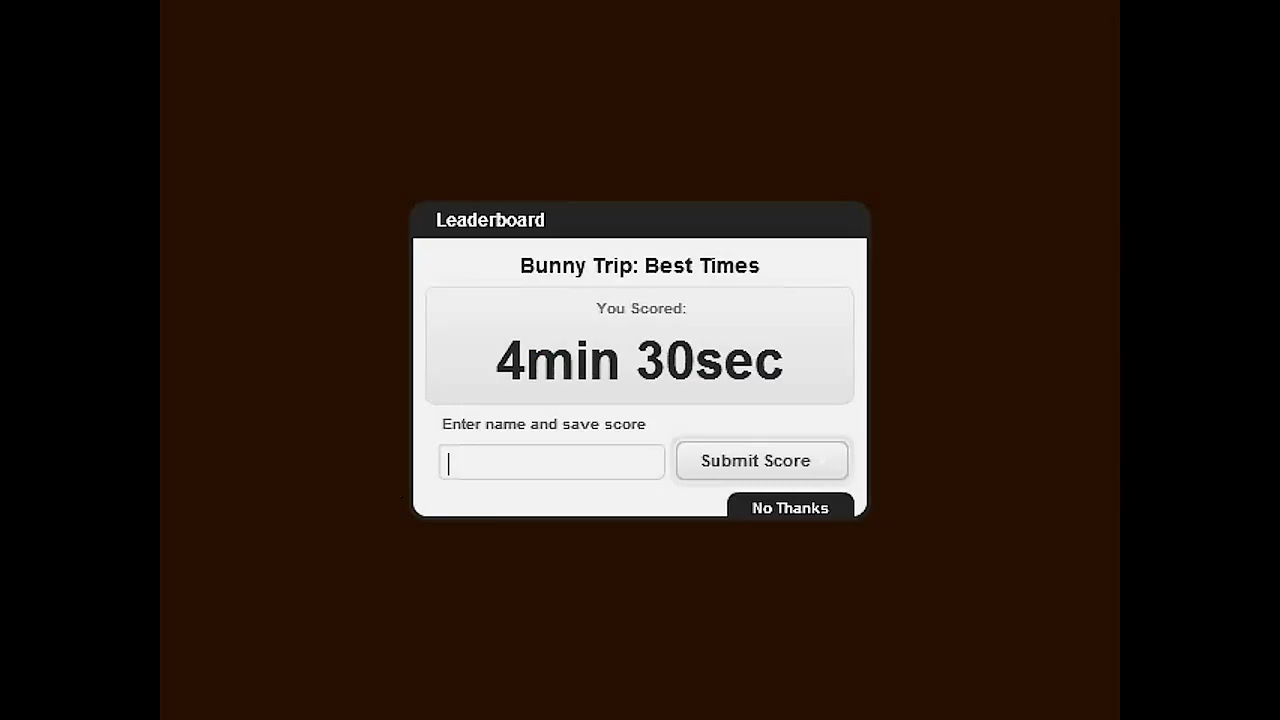 Leaderboard
Bunny Trip: Best Times
You Scored:
4min 30sec
Enter name and save score
Submit Score
No Thanks